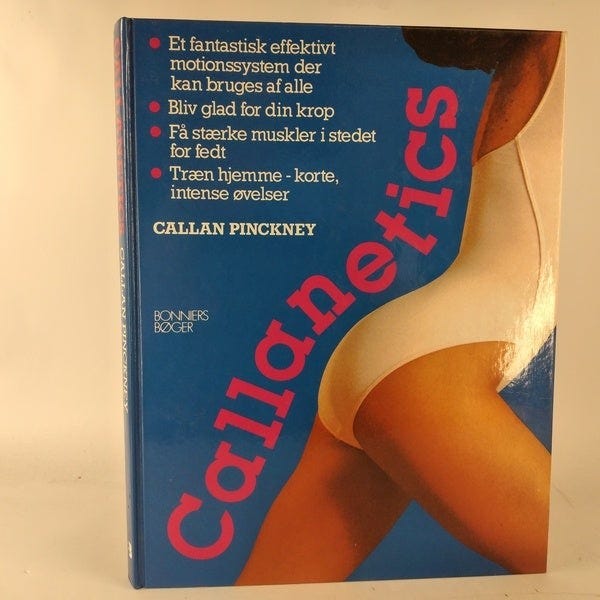 • Et fantastisk effektivt
motionssystem der
kan bruges af alle
• Bliv glad for din krop
• Få stærke muskler i stedet
for fedt
• Træn hjemme - korte,
intense øvelser
CALLAN PINCKNEY
BONNIERS
BØGER
Callanetics
CALLAN PINCKNEY